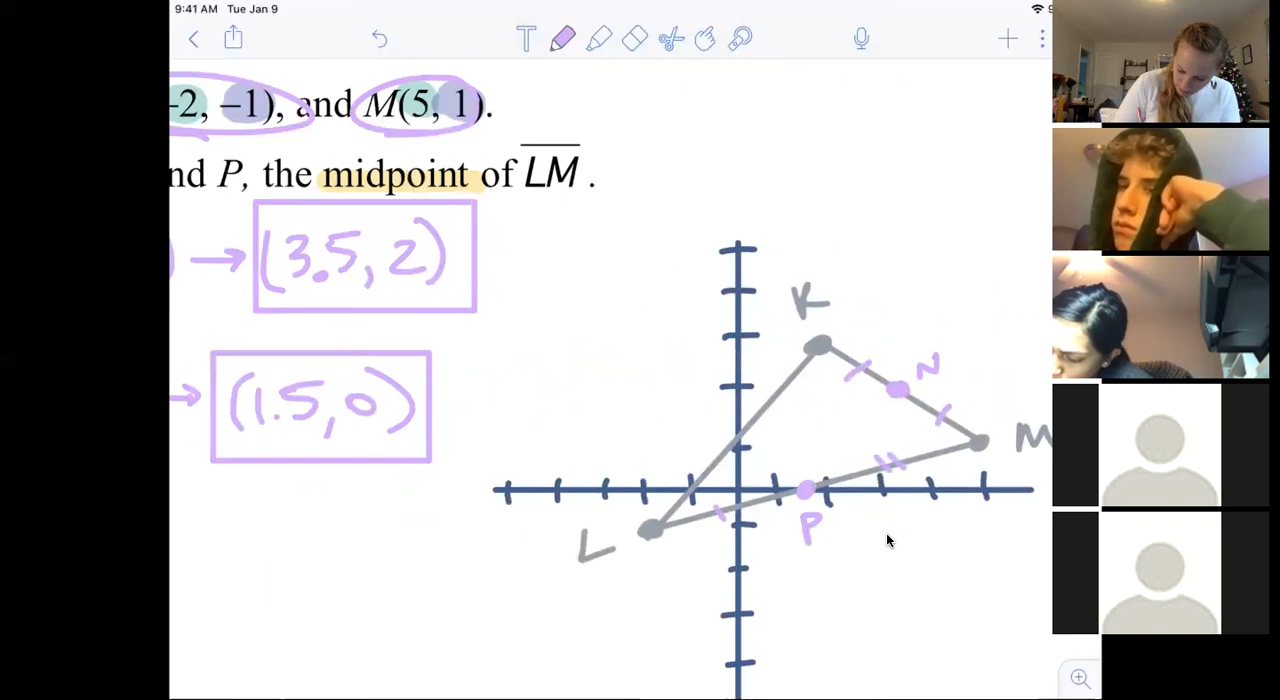 9:41 AM Tue Jan 9
-2, −1), and M(5, 1).
nd P, the midpoint of LM .
) → (3.5, 2)
→ (1.5, 0)
K
N
M
P
L
T